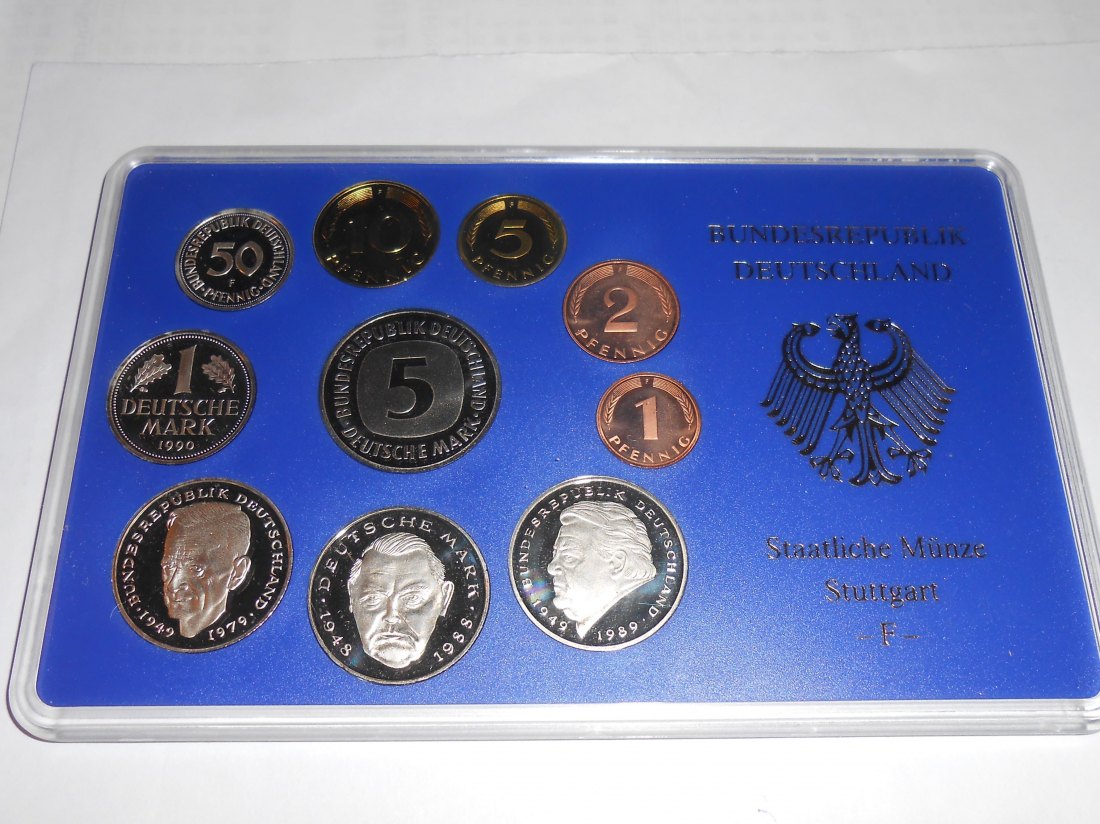 BUNDESREPUBLIK DEUTSCHLAND
50
F
PFENNIG
F
10
PFENNIG
F
5
PFENNIG
F
2
PFENNIG
F
1
PFENNIG
1
DEUTSCHE
MARK
1990
BUNDESREPUBLIK DEUTSCHLAND
5
DEUTSCHE MARK
BUNDESREPUBLIK DEUTSCHLAND
1949 1979
DEUTSCHE MARK
1948 1988
BUNDESREPUBLIK DEUTSCHLAND
1949 1989
BUNDESREPUBLIK
DEUTSCHLAND
Staatliche Münze
Stuttgart
- F -